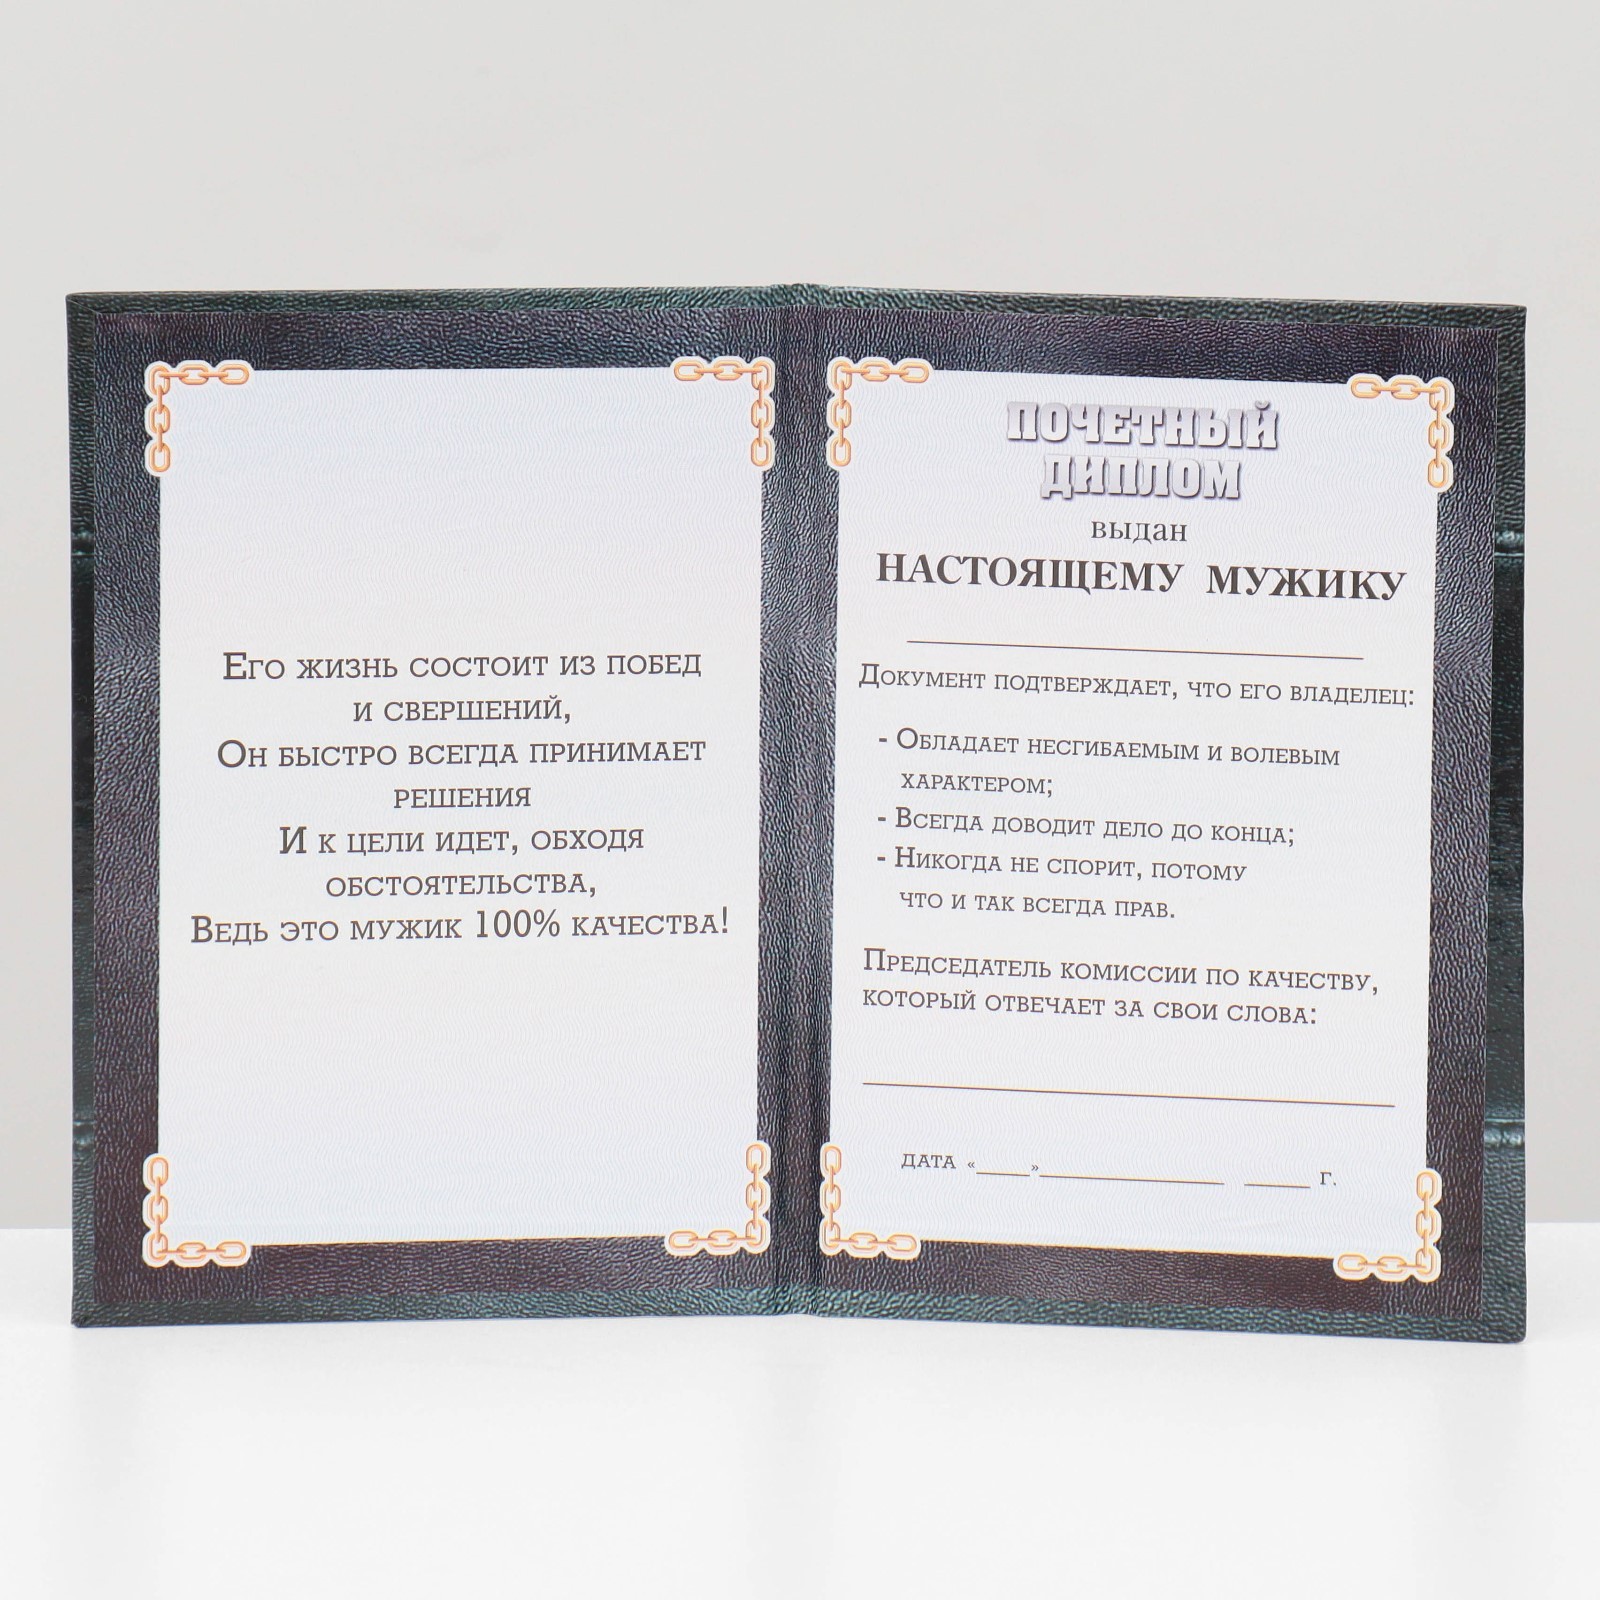 Его жизнь состоит из побед
и свершений,
Он быстро всегда принимает
решения
И к цели идет, обходя
обстоятельства,
Ведь это мужик 100% качества!
ПОЧЕТНЫЙ
ДИПЛОМ
выдан
НАСТОЯЩЕМУ МУЖИКУ
Документ подтверждает, что его владелец:
- Обладает несгибаемым и волевым
характером;
- Всегда доводит дело до конца;
- Никогда не спорит, потому
что и так всегда прав.
Председатель комиссии по качеству,
который отвечает за свои слова:
дата «____»______________ _____ г.